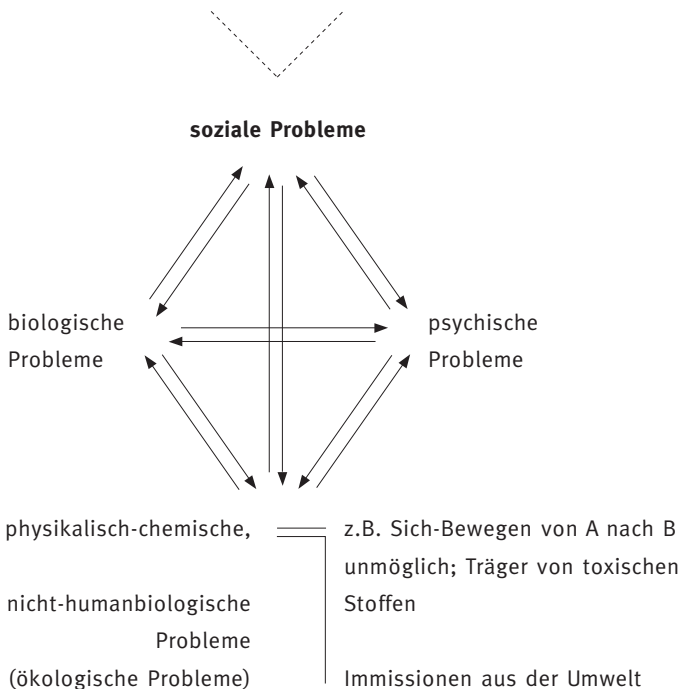 soziale Probleme
biologische
Probleme
psychische
Probleme
physikalisch-chemische,
nicht-humanbiologische
Probleme
(ökologische Probleme)
z.B. Sich-Bewegen von A nach B
unmöglich; Träger von toxischen
Stoffen
Immissionen aus der Umwelt